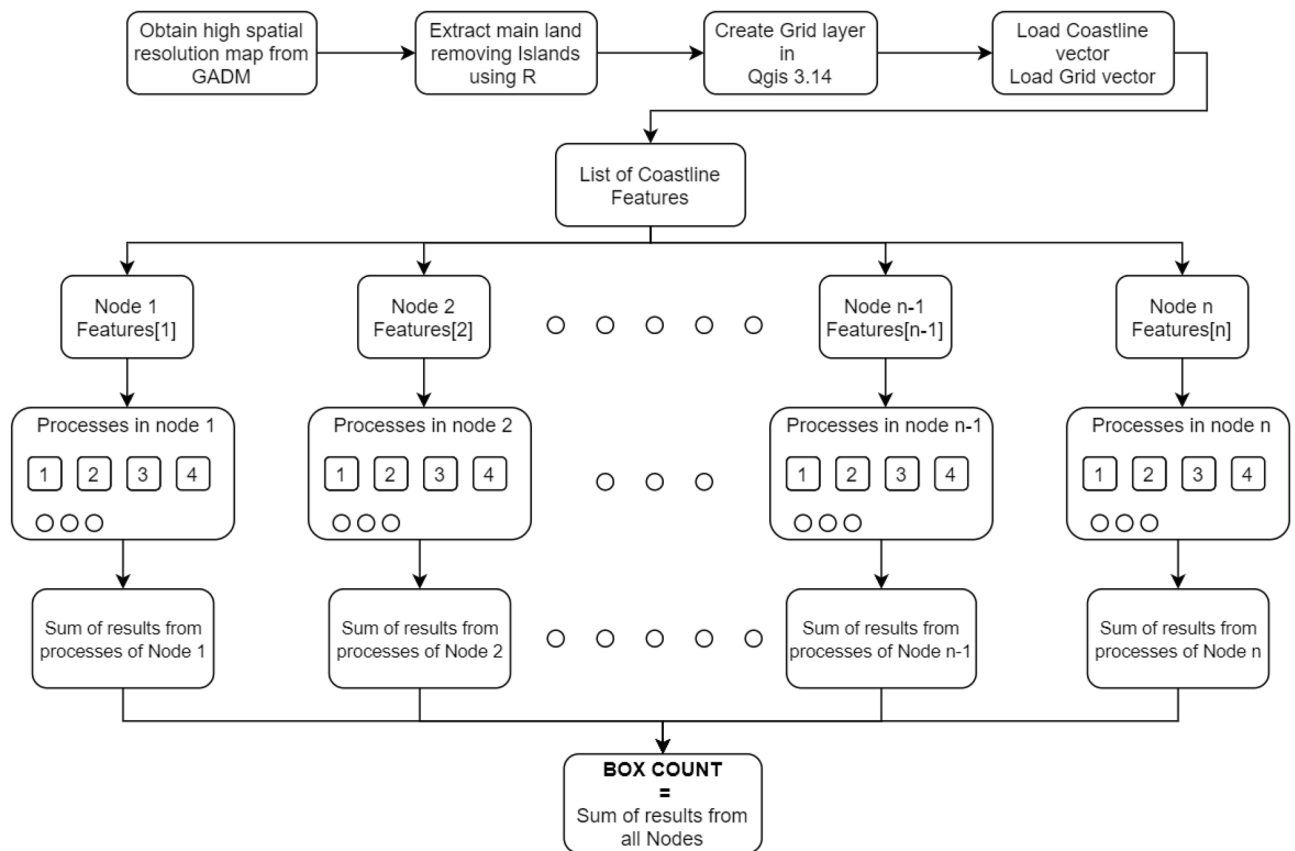 Obtain high spatial
resolution map from
GADM
Extract main land
removing Islands
using R
Create Grid layer
in
Qgis 3.14
Load Coastline
vector
Load Grid vector
List of Coastline
Features
Node 1
Features[1]
Node 2
Features[2]
Node n-1
Features[n-1]
Node n
Features[n]
Processes in node 1
1 2 3 4
Processes in node 2
1 2 3 4
Processes in node n-1
1 2 3 4
Processes in node n
1 2 3 4
Sum of results from
processes of Node 1
Sum of results from
processes of Node 2
Sum of results from
processes of Node n-1
Sum of results from
processes of Node n
BOX COUNT
=
Sum of results from
all Nodes